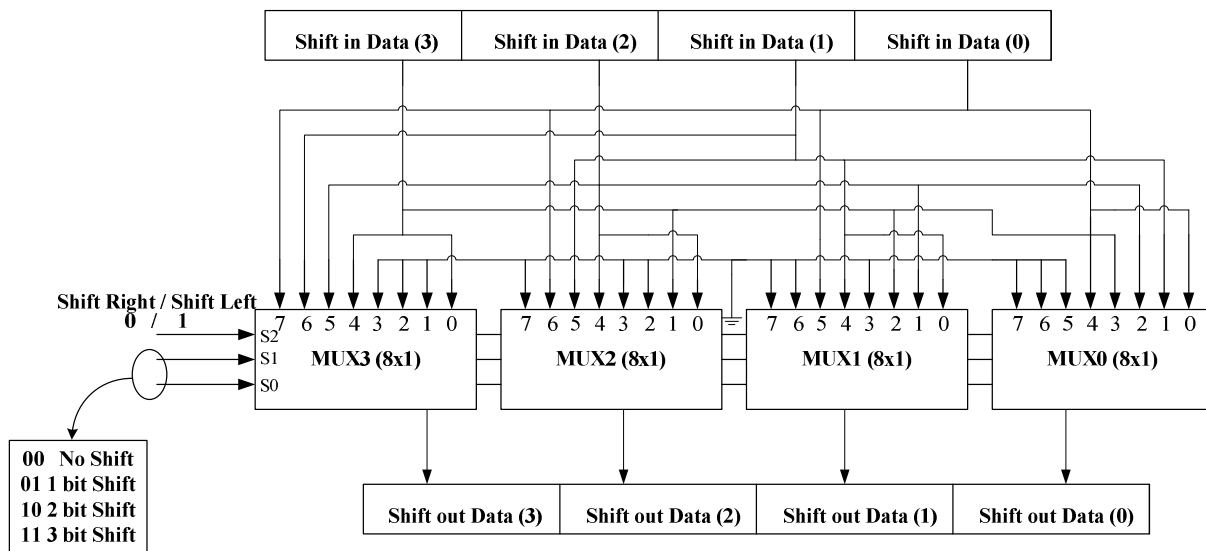 Shift in Data (3) Shift in Data (2) Shift in Data (1) Shift in Data (0)
Shift Right / Shift Left
0 / 1
7 6 5 4 3 2 1 0 7 6 5 4 3 2 1 0 7 6 5 4 3 2 1 0 7 6 5 4 3 2 1 0
S2
S1
S0
MUX3 (8x1) MUX2 (8x1) MUX1 (8x1) MUX0 (8x1)
00 No Shift
01 1 bit Shift
10 2 bit Shift
11 3 bit Shift
Shift out Data (3) Shift out Data (2) Shift out Data (1) Shift out Data (0)